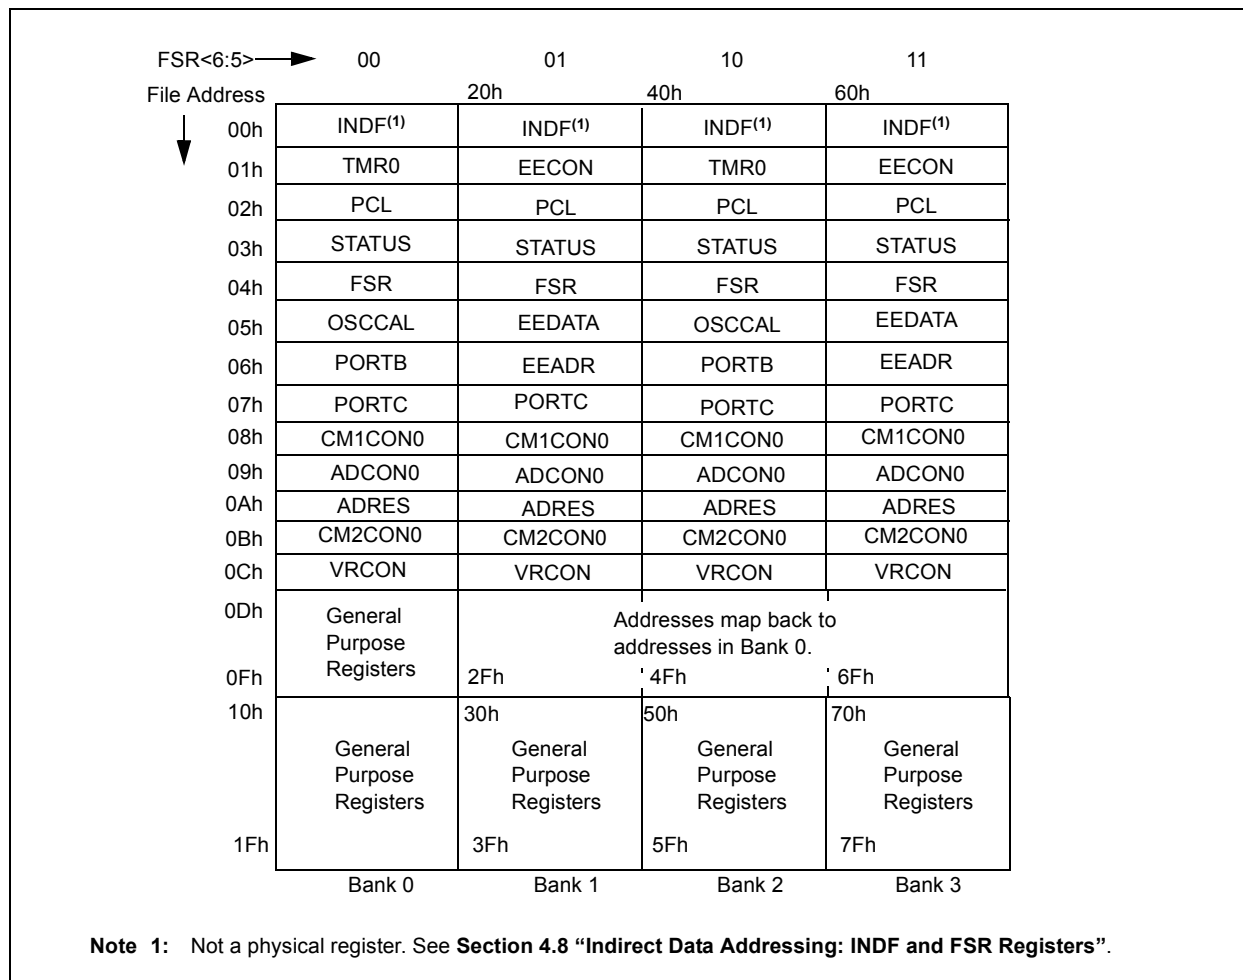 FSR<6:5> 00 01 10 11
File Address 20h 40h 60h
00h INDF(1) INDF(1) INDF(1) INDF(1)
01h TMR0 EECON TMR0 EECON
02h PCL PCL PCL PCL
03h STATUS STATUS STATUS STATUS
04h FSR FSR FSR FSR
05h OSCCAL EEDATA OSCCAL EEDATA
06h PORTB EEADR PORTB EEADR
07h PORTC PORTC PORTC PORTC
08h CM1CON0 CM1CON0 CM1CON0 CM1CON0
09h ADCON0 ADCON0 ADCON0 ADCON0
0Ah ADRES ADRES ADRES ADRES
0Bh CM2CON0 CM2CON0 CM2CON0 CM2CON0
0Ch VRCON VRCON VRCON VRCON
0Dh General Addresses map back to
Purpose addresses in Bank 0.
Registers
0Fh 2Fh 4Fh 6Fh
10h 30h 50h 70h
General General General General
Purpose Purpose Purpose Purpose
Registers Registers Registers Registers
1Fh 3Fh 5Fh 7Fh
Bank 0 Bank 1 Bank 2 Bank 3
Note 1: Not a physical register. See Section 4.8 “Indirect Data Addressing: INDF and FSR Registers”.